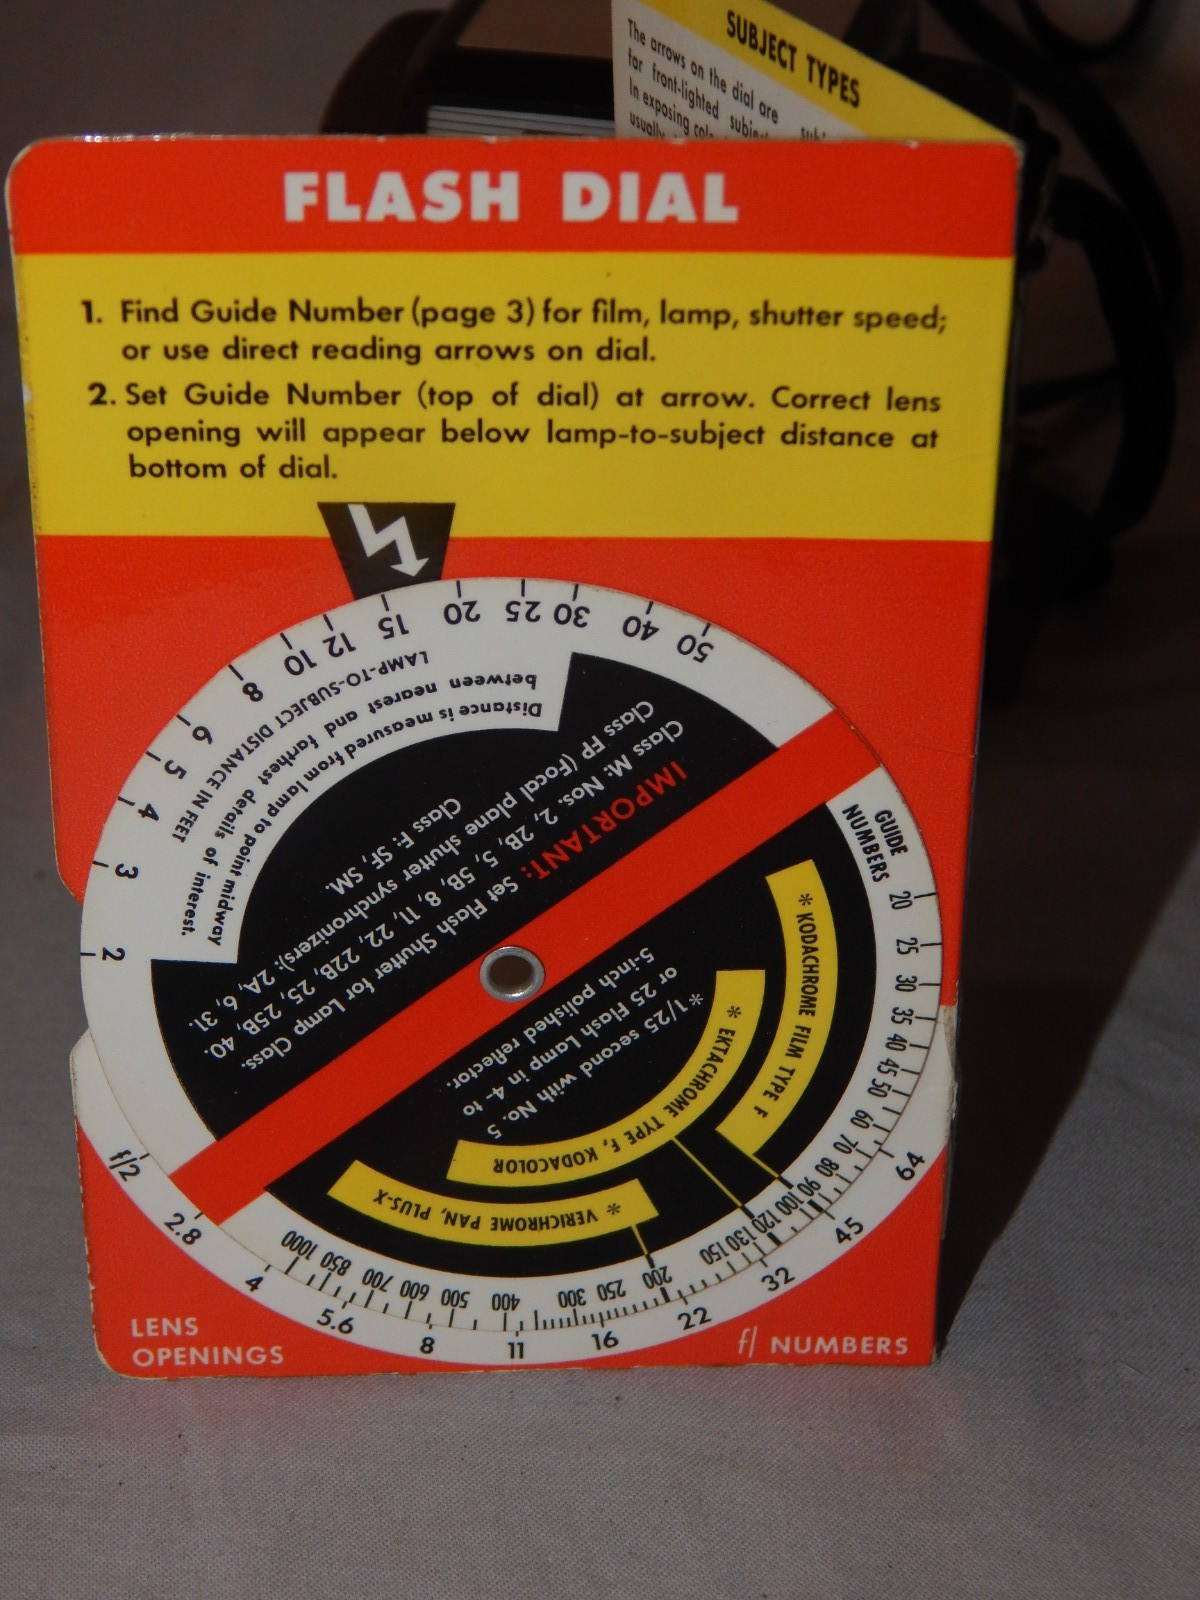 SUBJECT TYPES
The arrows on the dial are
for front-lighted
In exposing
usually
FLASH DIAL
1. Find Guide Number (page 3) for film, lamp, shutter speed;
or use direct reading arrows on dial.
2. Set Guide Number (top of dial) at arrow. Correct lens
opening will appear below lamp-to-subject distance at
bottom of dial.
2 3 4 5 6 8 10 12 15 20 25 30 40 50
LAMP-TO-SUBJECT DISTANCE IN FEET
Distance is measured from lamp to point midway
between nearest and farthest details of interest.
IMPORTANT: Set Flash Shutter for Lamp Class.
Class M: Nos. 2, 2B, 5, 5B, 8, 11, 22, 22B, 25, 25B, 40.
Class FP (Focal plane shutter synchronizers): 2A, 6, 31.
Class F: SF, SM.
GUIDE
NUMBERS
20 25 30 35 40 45 50 60 70 80 90 100 120 130 150 200 250 300 400 500 600 700 850 1000
* KODACHROME FILM TYPE F
* EKTACHROME TYPE F, KODACOLOR
* VERICHROME PAN, PLUS-X
* 1/25 second with No. 5
or 25 Flash Lamp in 4- to
5-inch polished reflector.
f/2 2.8 4 5.6 8 11 16 22 32 45 64
LENS
OPENINGS
f/ NUMBERS